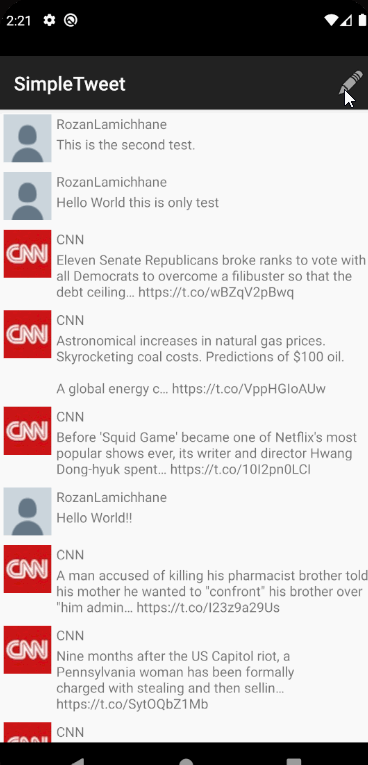 2:21
SimpleTweet
RozanLamichhane
This is the second test.
RozanLamichhane
Hello World this is only test
CNN
CNN
Eleven Senate Republicans broke ranks to vote with
all Democrats to overcome a filibuster so that the
debt ceiling… https://t.co/wBZqV2pBwq
CNN
CNN
Astronomical increases in natural gas prices.
Skyrocketing coal costs. Predictions of $100 oil.
A global energy c… https://t.co/VppHGIoAUw
CNN
CNN
Before 'Squid Game' became one of Netflix's most
popular shows ever, its writer and director Hwang
Dong-hyuk spent… https://t.co/10I2pn0LCI
RozanLamichhane
Hello World!!
CNN
CNN
A man accused of killing his pharmacist brother told
his mother he wanted to "confront" his brother over
"him admin… https://t.co/I23z9a29Us
CNN
CNN
Nine months after the US Capitol riot, a
Pennsylvania woman has been formally
charged with stealing and then sellin…
https://t.co/SytOQbZ1Mb
CNN